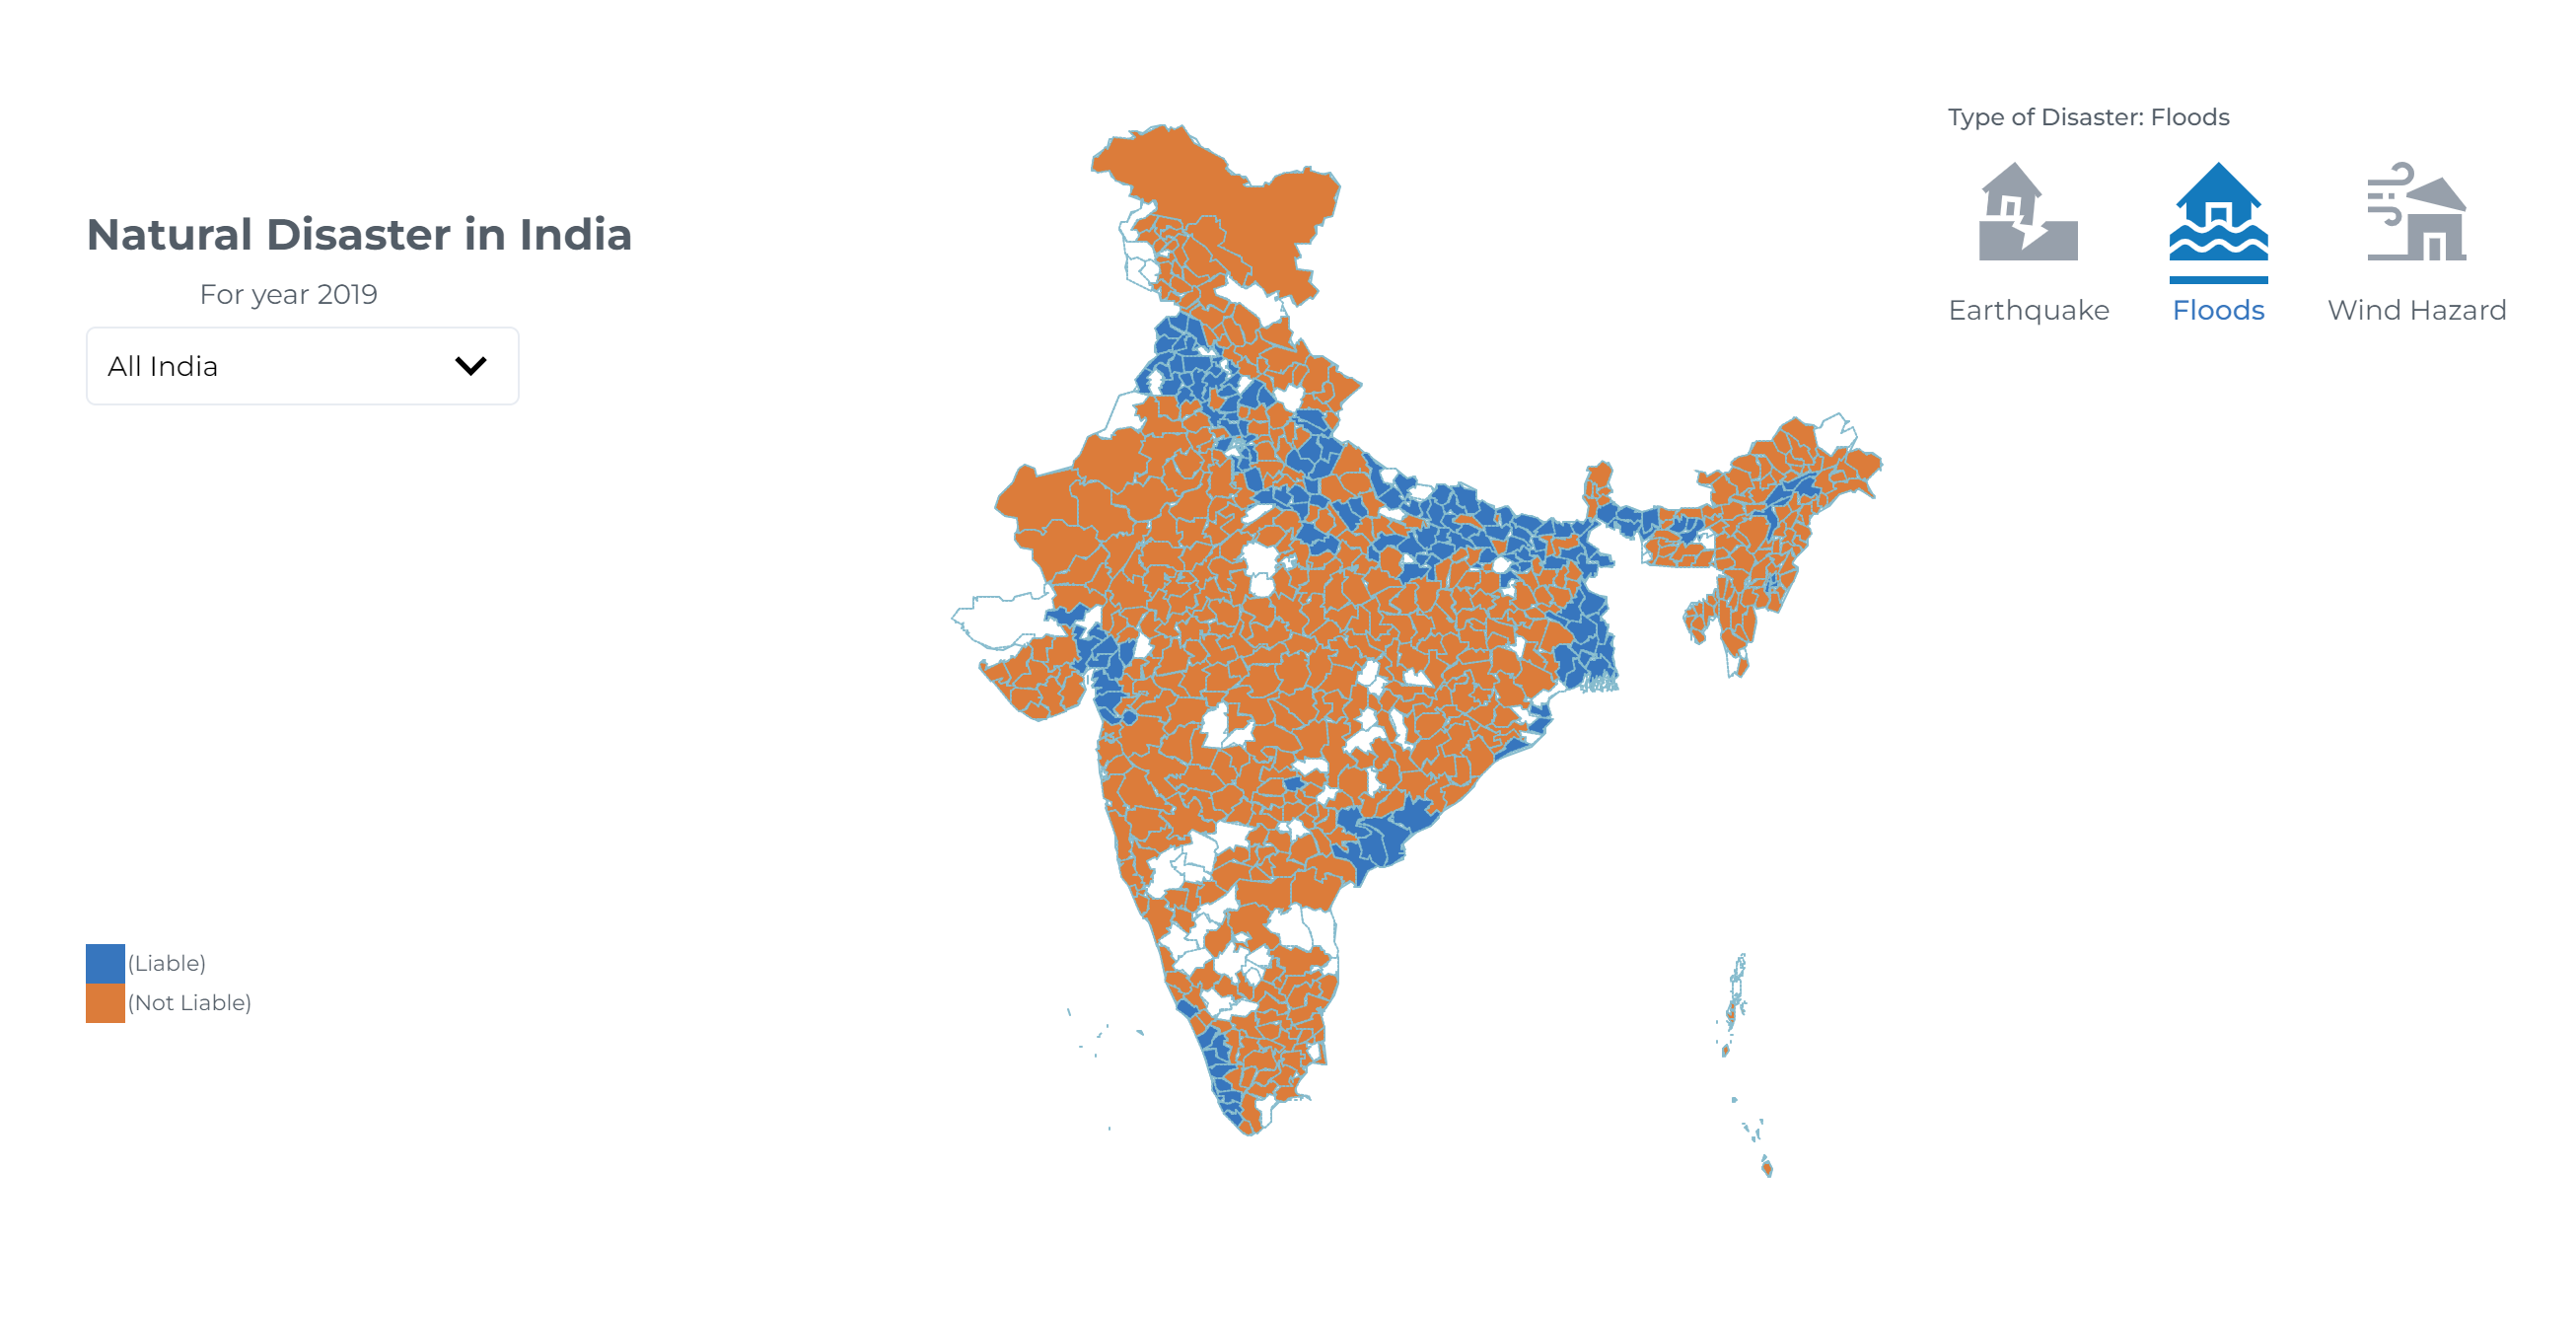 Type of Disaster: Floods
Natural Disaster in India
For year 2019
Earthquake
Floods
Wind Hazard
All India
(Liable)
(Not Liable)